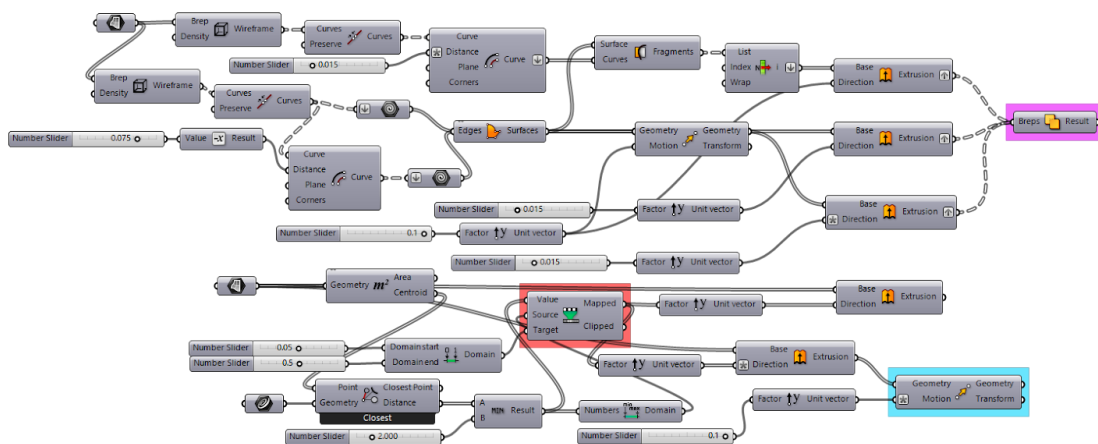 Brep
Density
Wireframe
Curves
Preserve
Curves
Number Slider
0.015
Curve
Distance
Plane
Corners
Curve
Surface
Curves
Fragments
List
Index
Wrap
N
i
Base
Direction
Extrusion
Brep
Density
Wireframe
Curves
Preserve
Curves
Breps
Result
Number Slider
0.075
Value
-x
Result
Edges
Surfaces
Geometry
Motion
Geometry
Transform
Base
Direction
Extrusion
Curve
Distance
Plane
Corners
Curve
Base
Direction
Extrusion
Number Slider
0.015
Factor
y
Unit vector
Number Slider
0.1
Factor
y
Unit vector
Number Slider
0.015
Factor
y
Unit vector
Geometry
m²
Area
Centroid
Value
Source
Target
Mapped
Clipped
Factor
y
Unit vector
Base
Direction
Extrusion
Number Slider
0.05
Number Slider
0.5
Domain start
Domain end
0 1
Domain
Factor
y
Unit vector
Base
Direction
Extrusion
Point
Geometry
Closest Point
Distance
Closest
A
B
MIN
Result
Numbers
min max
Domain
Number Slider
2.000
Number Slider
0.1
Factor
y
Unit vector
Geometry
Motion
Geometry
Transform